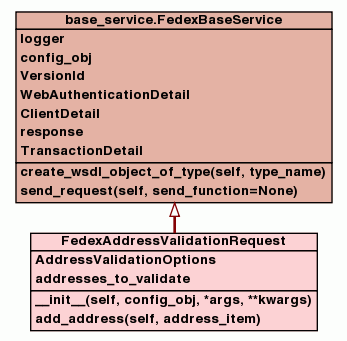 base_service.FedexBaseService
logger
config_obj
VersionId
WebAuthenticationDetail
ClientDetail
response
TransactionDetail
create_wsdl_object_of_type(self, type_name)
send_request(self, send_function=None)
FedexAddressValidationRequest
AddressValidationOptions
addresses_to_validate
__init__(self, config_obj, *args, **kwargs)
add_address(self, address_item)